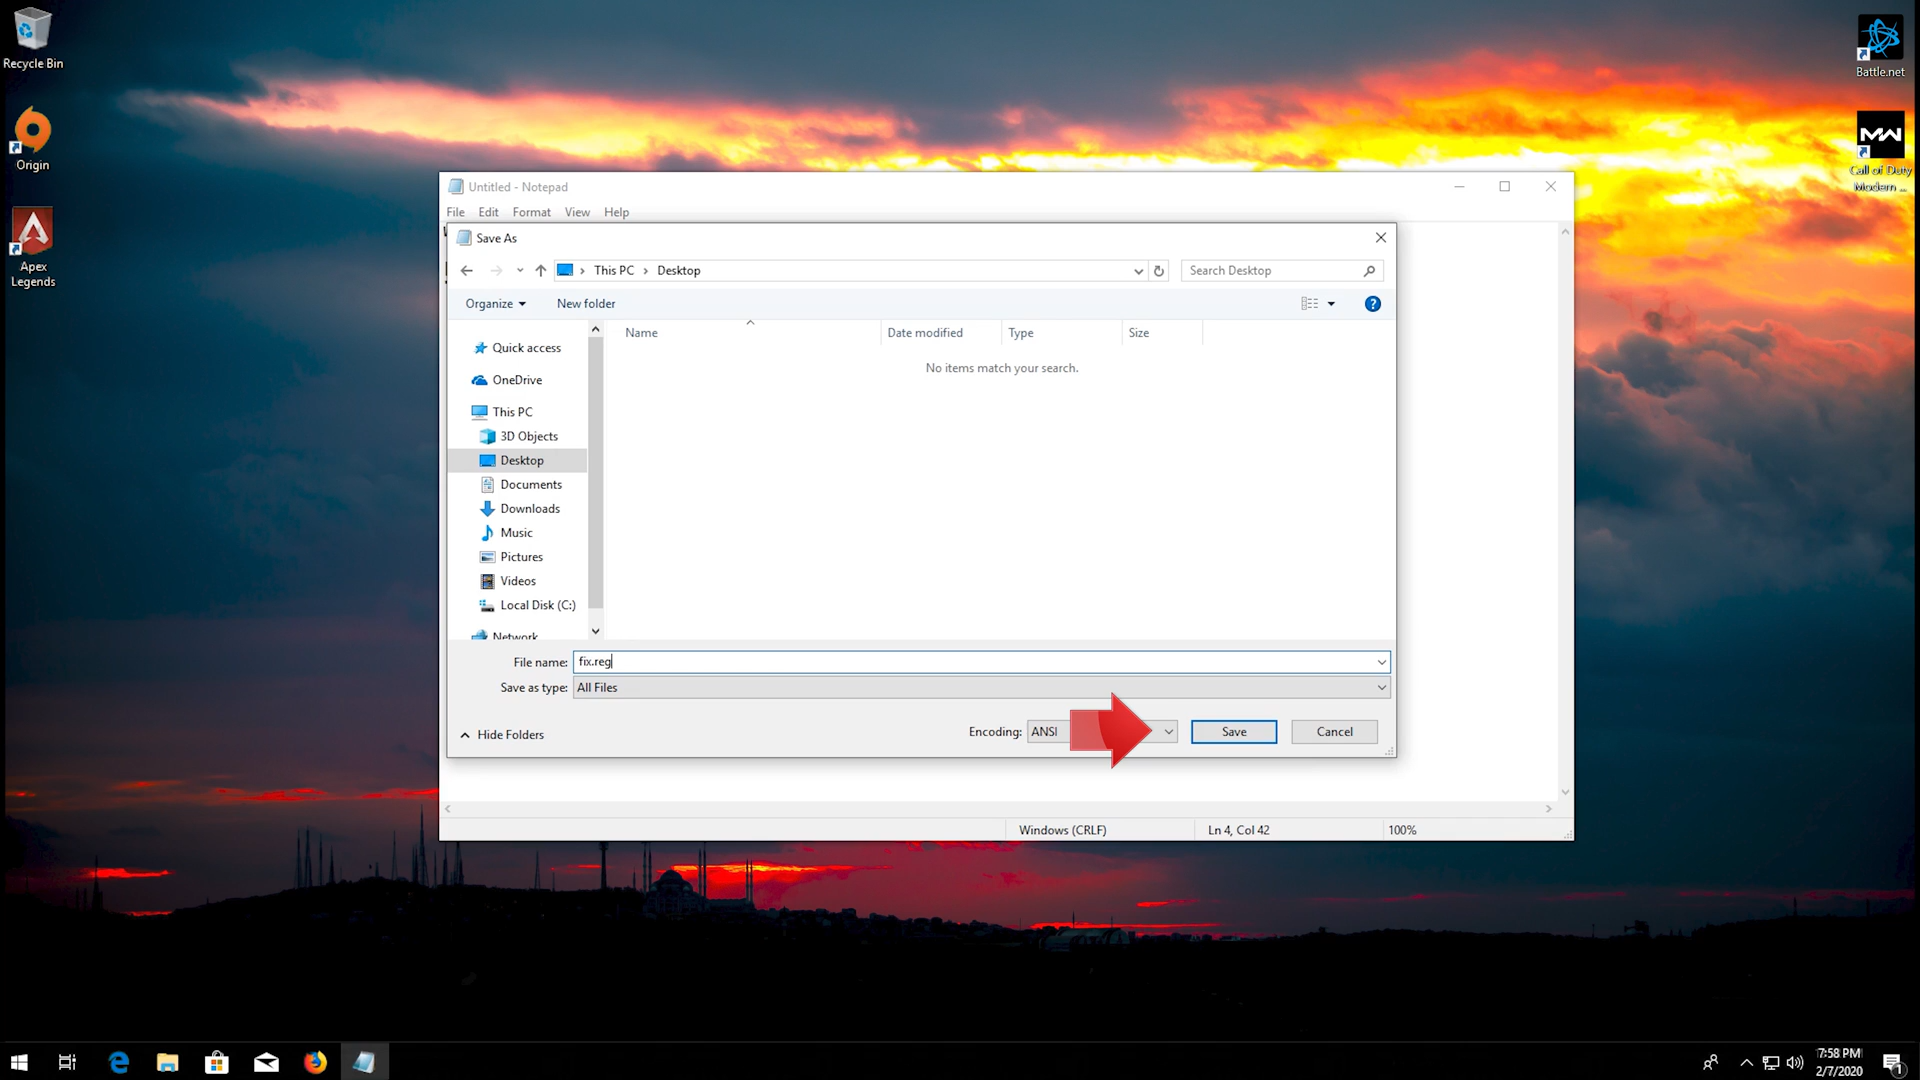 Recycle Bin
Origin
Apex
Legends
Battle.net
MW
Call of Duty
Modern ...
Untitled - Notepad
File Edit Format View Help
Save As
This PC > Desktop
Search Desktop
Organize New folder
?
Name Date modified Type Size
No items match your search.
Quick access
OneDrive
This PC
3D Objects
Desktop
Documents
Downloads
Music
Pictures
Videos
Local Disk (C:)
Network
File name: fix.reg
Save as type: All Files
Hide Folders
Encoding: ANSI
Save
Cancel
Windows (CRLF) Ln 4, Col 42 100%
7:58 PM
2/7/2020
1